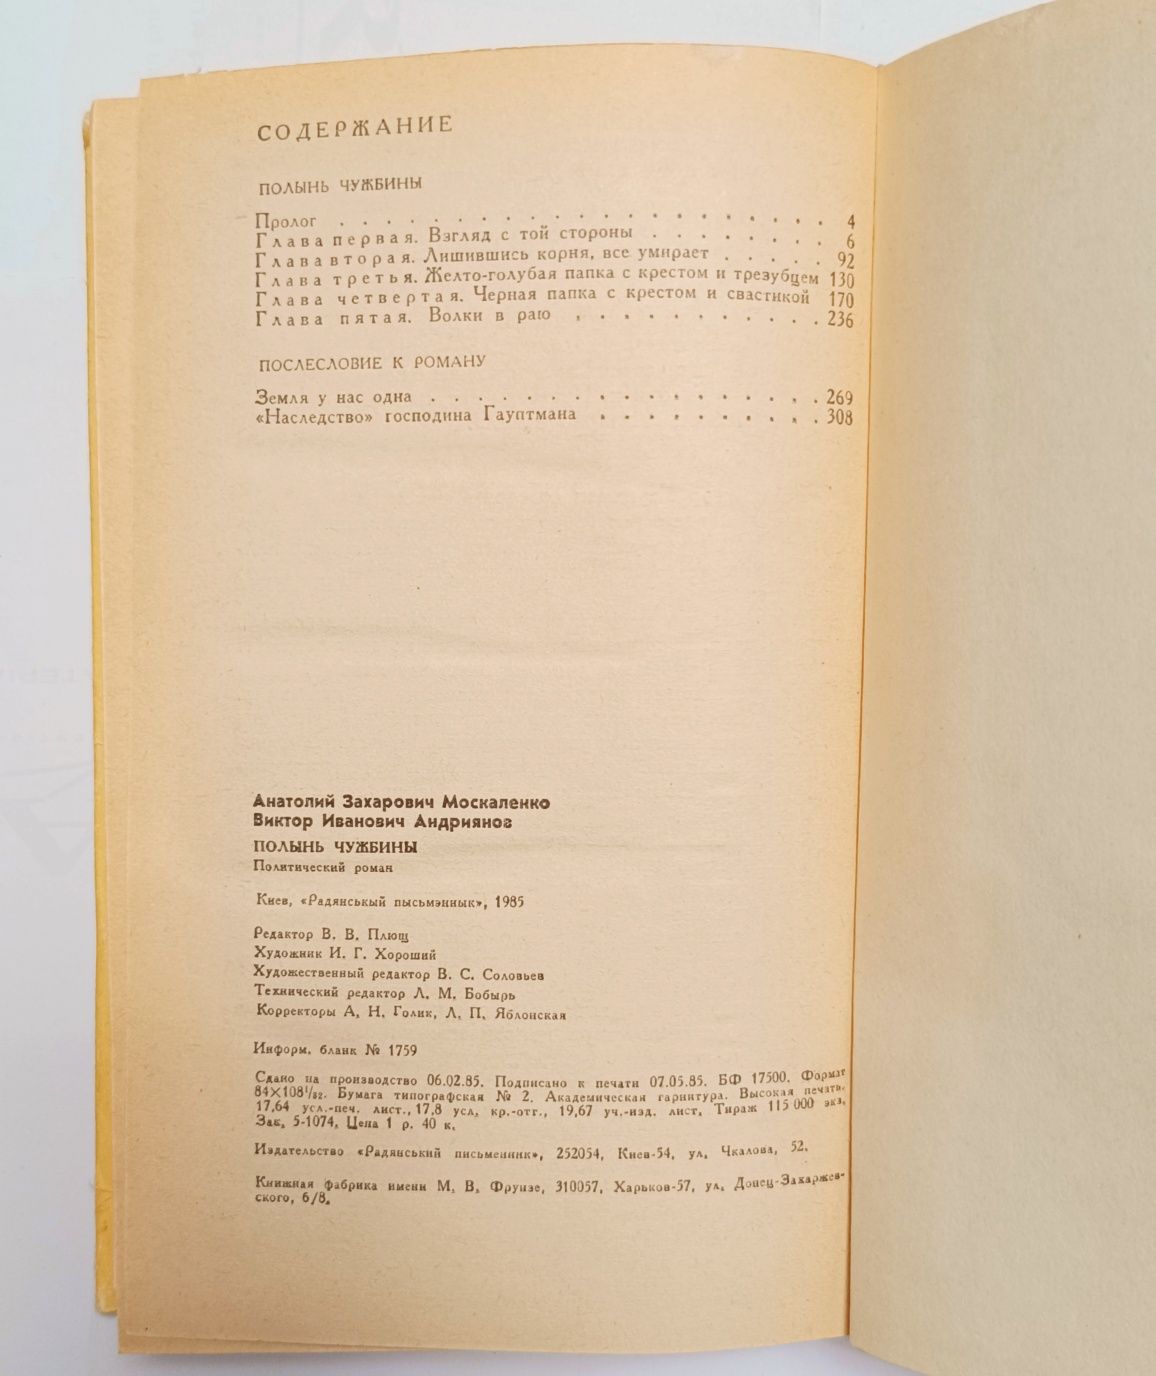 СОДЕРЖАНИЕ
ПОЛЫНЬ ЧУЖБИНЫ
Пролог . . . . . . . . . . . . . . . . . . . . . 4
Глава первая. Взгляд с той стороны . . . . . . . . 6
Глава вторая. Лишившись корня, все умирает . . . . . 92
Глава третья. Желто-голубая папка с крестом и трезубцем 130
Глава четвертая. Черная папка с крестом и свастикой 170
Глава пятая. Волки в раю . . . . . . . . . . . 236
ПОСЛЕСЛОВИЕ К РОМАНУ
Земля у нас одна . . . . . . . . . . . . . . . . 269
«Наследство» господина Гауптмана . . . . . . . . . . 308
Анатолий Захарович Москаленко
Виктор Иванович Андриянов
ПОЛЫНЬ ЧУЖБИНЫ
Политический роман
Киев, «Радянськый пысьмэннык», 1985
Редактор В. В. Плющ
Художник И. Г. Хороший
Художественный редактор В. С. Соловьев
Технический редактор Л. М. Бобырь
Корректоры А. Н. Голик, Л. П. Яблонская
Информ. бланк № 1759
Сдано на производство 06.02.85. Подписано к печати 07.05.85. БФ 17500. Формат
84×108¹/₃₂. Бумага типографская № 2. Академическая гарнитура. Высокая печать.
17,64 усл.-печ. лист., 17,8 усл. кр.-отт., 19,67 уч.-изд. лист. Тираж 115 000 экз.
Зак. 5-1074. Цена 1 р. 40 к.
Издательство «Радянський письменник», 252054, Киев-54, ул. Чкалова, 52.
Книжная фабрика имени М. В. Фрунзе, 310057, Харьков-57, ул. Донец-Захаржев-
ского, 6/8.